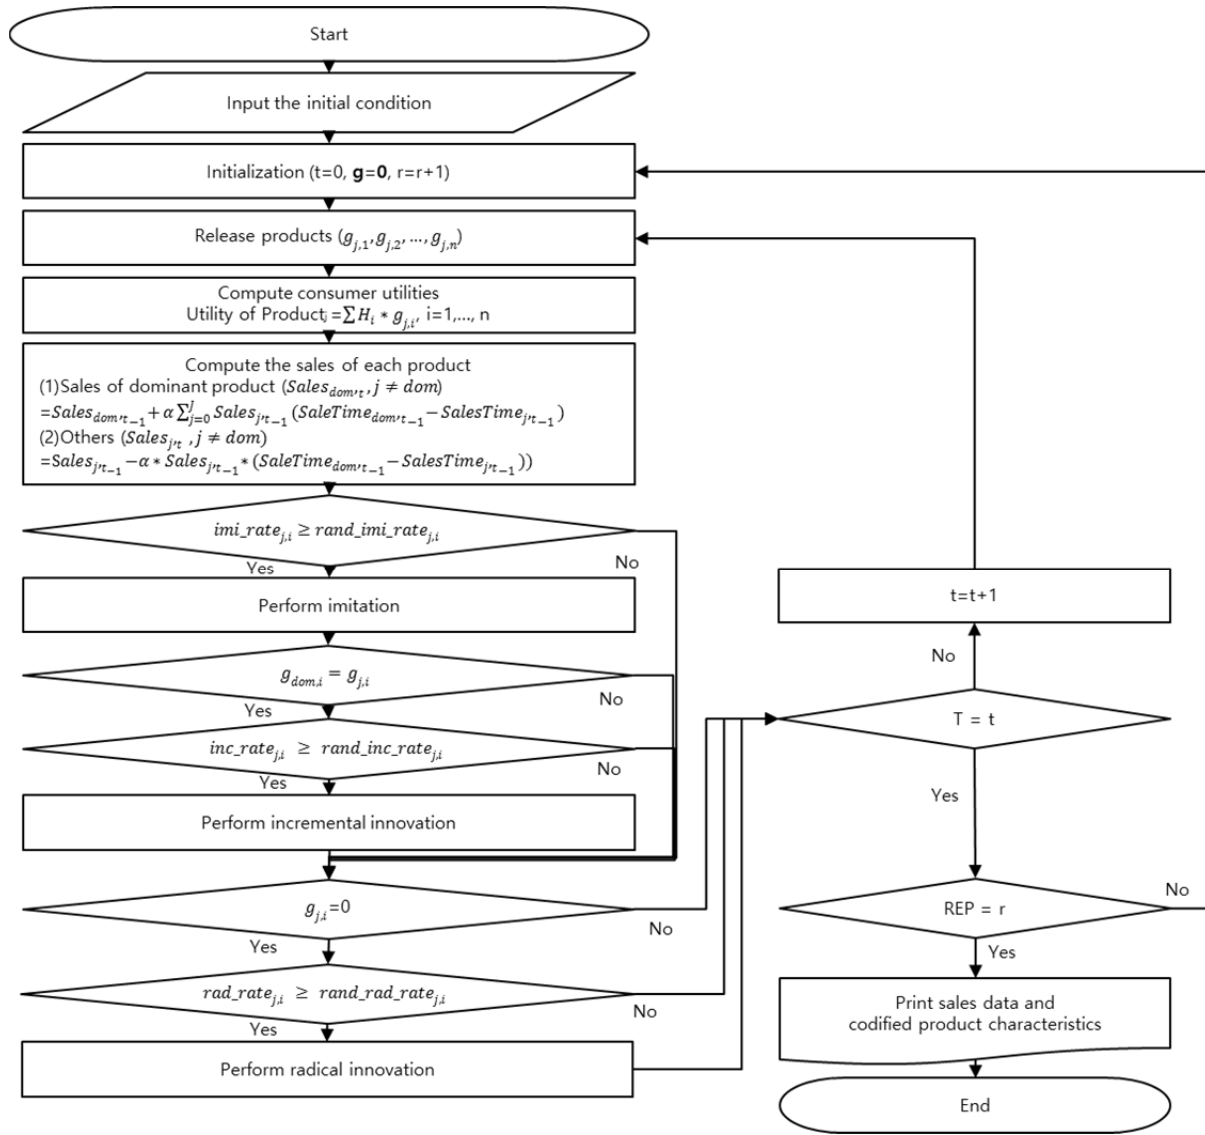 Start
Input the initial condition
Initialization (t=0, g=0, r=r+1)
Release products (g_{j,1}, g_{j,2}, ..., g_{j,n})
Compute consumer utilities
Utility of Product_j =∑ H_i * g_{j,i}, i=1,..., n
Compute the sales of each product
(1)Sales of dominant product (Sales_{dom,t}, j ≠ dom)
=Sales_{dom,t−1} + α ∑_{j=0}^{J} Sales_{j,t−1} (SaleTime_{dom,t−1} − SalesTime_{j,t−1})
(2)Others (Sales_{j,t} , j ≠ dom)
=Sales_{j,t−1} −α * Sales_{j,t−1} * (SaleTime_{dom,t−1} − SalesTime_{j,t−1}))
imi_rate_{j,i} ≥ rand_imi_rate_{j,i}
Yes
No
Perform imitation
g_{dom,i} = g_{j,i}
Yes
No
inc_rate_{j,i} ≥ rand_inc_rate_{j,i}
Yes
No
Perform incremental innovation
g_{j,i}=0
Yes
No
rad_rate_{j,i} ≥ rand_rad_rate_{j,i}
Yes
No
Perform radical innovation
t=t+1
No
T = t
Yes
REP = r
No
Yes
Print sales data and
codified product characteristics
End